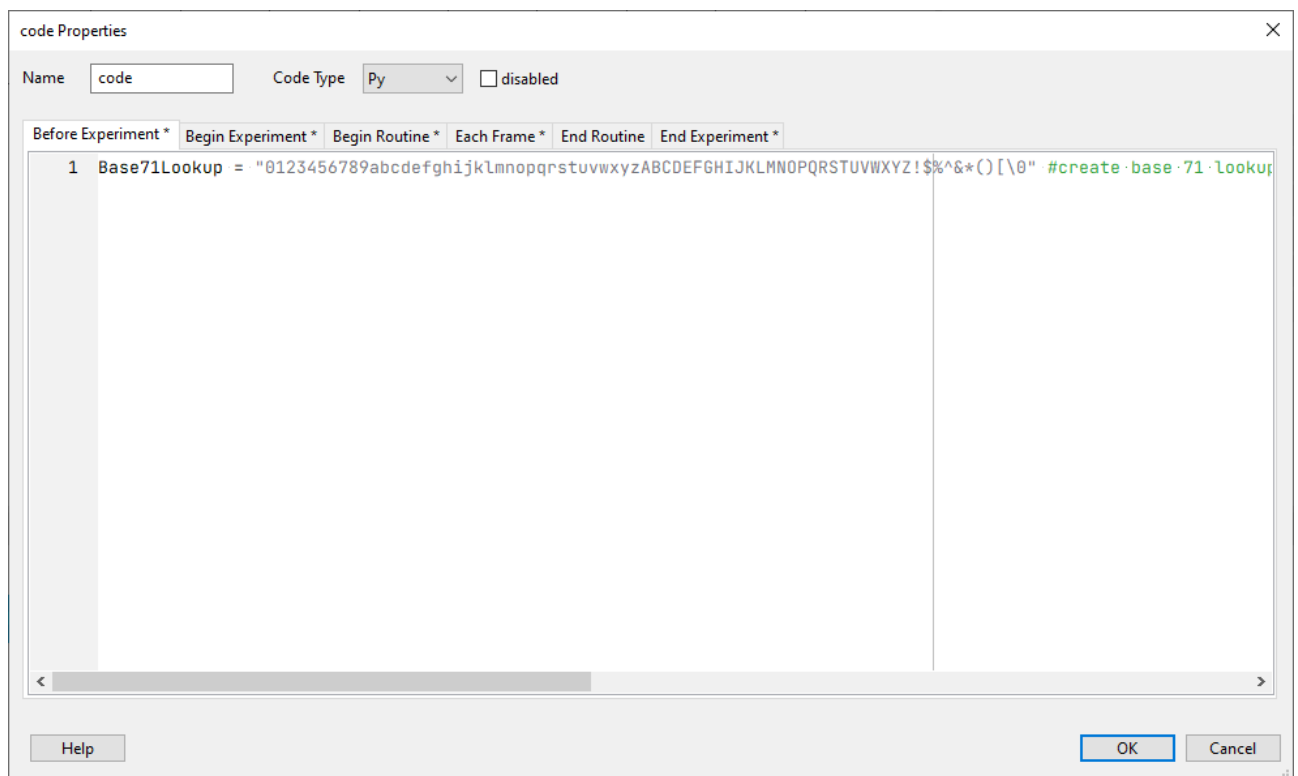 code Properties
Name code Code Type Py disabled
Before Experiment * Begin Experiment * Begin Routine * Each Frame * End Routine End Experiment *
1 Base71Lookup = "0123456789abcdefghijklmnopqrstuvwxyzABCDEFGHIJKLMNOPQRSTUVWXYZ!$%^&*()[\0" #create base 71 lookup
Help OK Cancel